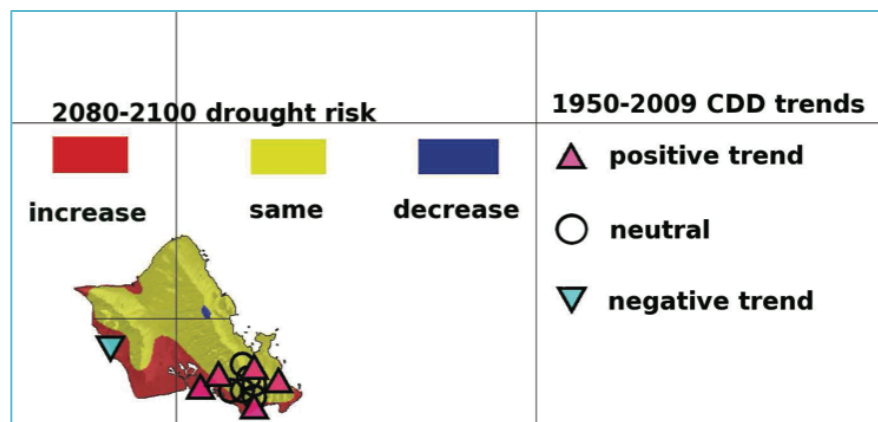 2080-2100 drought risk
increase
same
decrease
1950-2009 CDD trends
positive trend
neutral
negative trend